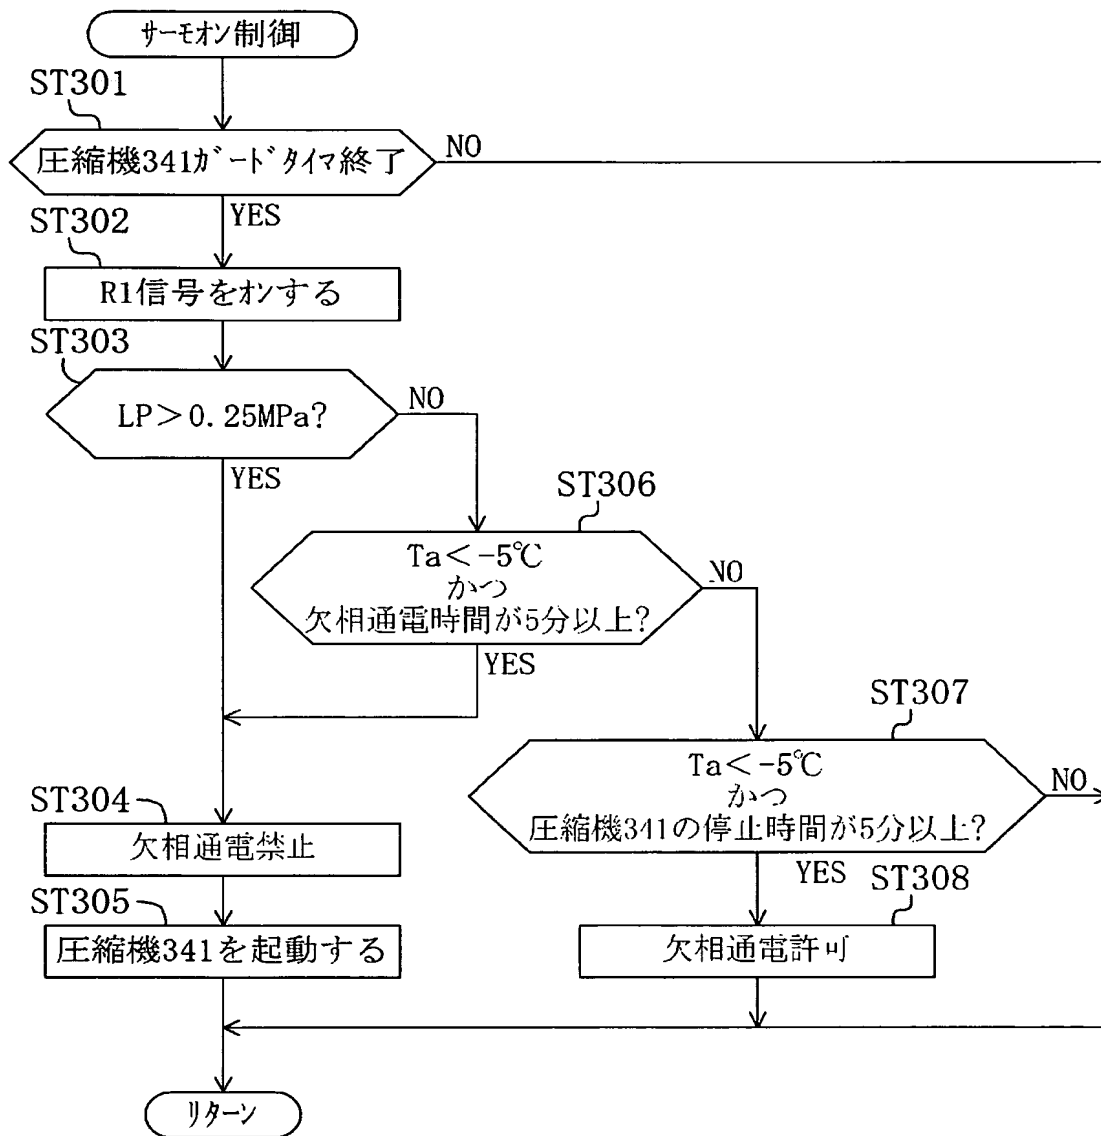 サーモオン制御
ST301
圧縮機341ガードタイマ終了
NO
YES
ST302
R1信号をオンする
ST303
LP＞0.25MPa?
NO
YES
ST306
Ta＜-5℃
かつ
欠相通電時間が5分以上?
NO
YES
ST307
Ta＜-5℃
かつ
圧縮機341の停止時間が5分以上?
NO
YES
ST304
欠相通電禁止
ST308
欠相通電許可
ST305
圧縮機341を起動する
リターン